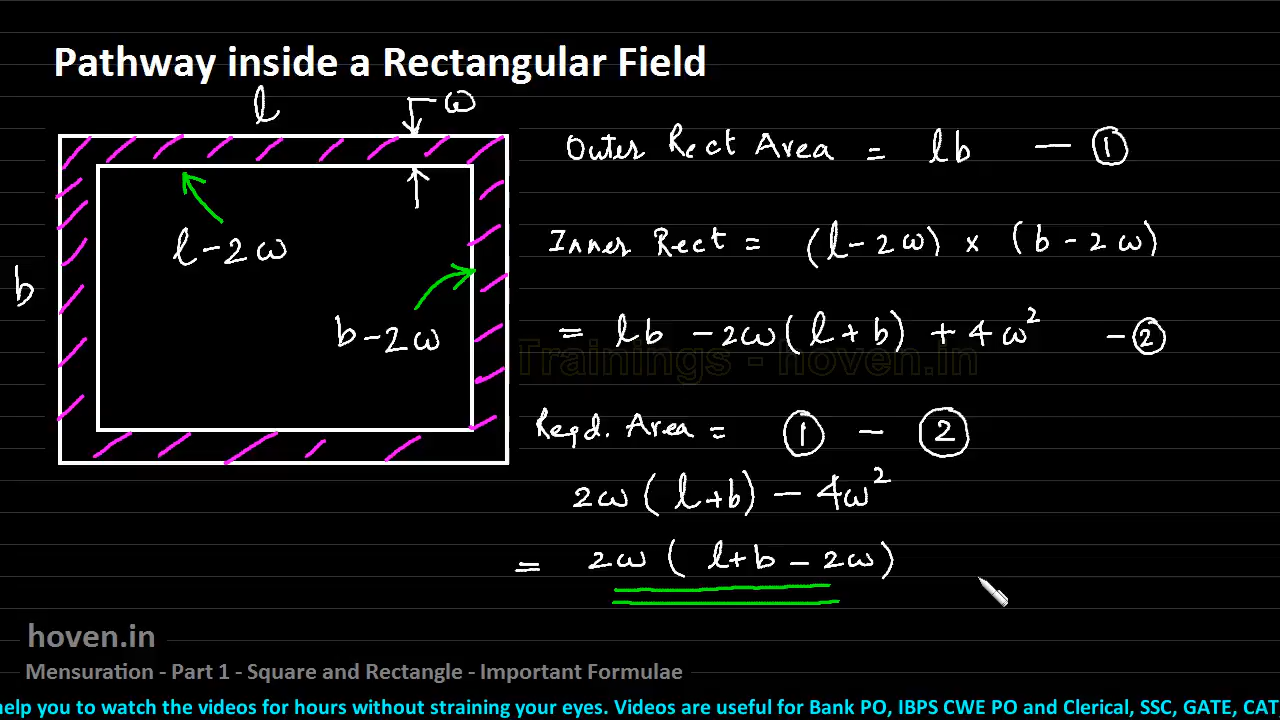 Pathway inside a Rectangular Field
l
ω
l - 2ω
b
b - 2ω
Outer Rect Area = lb — ①
Inner Rect = (l - 2ω) × (b - 2ω)
= lb - 2ω(l + b) + 4ω² - ②
Trainings - hoven.in
Reqd. Area = ① - ②
2ω (l+b) - 4ω²
= 2ω (l+b - 2ω)
hoven.in
Mensuration - Part 1 - Square and Rectangle - Important Formulae
help you to watch the videos for hours without straining your eyes. Videos are useful for Bank PO, IBPS CWE PO and Clerical, SSC, GATE, CAT